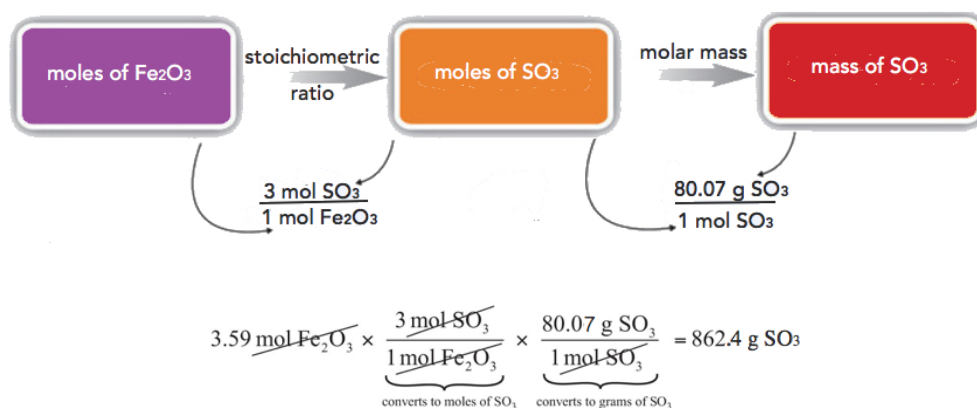 moles of Fe₂O₃
stoichiometric
ratio
moles of SO₃
molar mass
mass of SO₃
3 mol SO₃
1 mol Fe₂O₃
80.07 g SO₃
1 mol SO₃
3.59 mol Fe₂O₃ × 3 mol SO₃ / 1 mol Fe₂O₃ × 80.07 g SO₃ / 1 mol SO₃ = 862.4 g SO₃
converts to moles of SO₃ converts to grams of SO₃